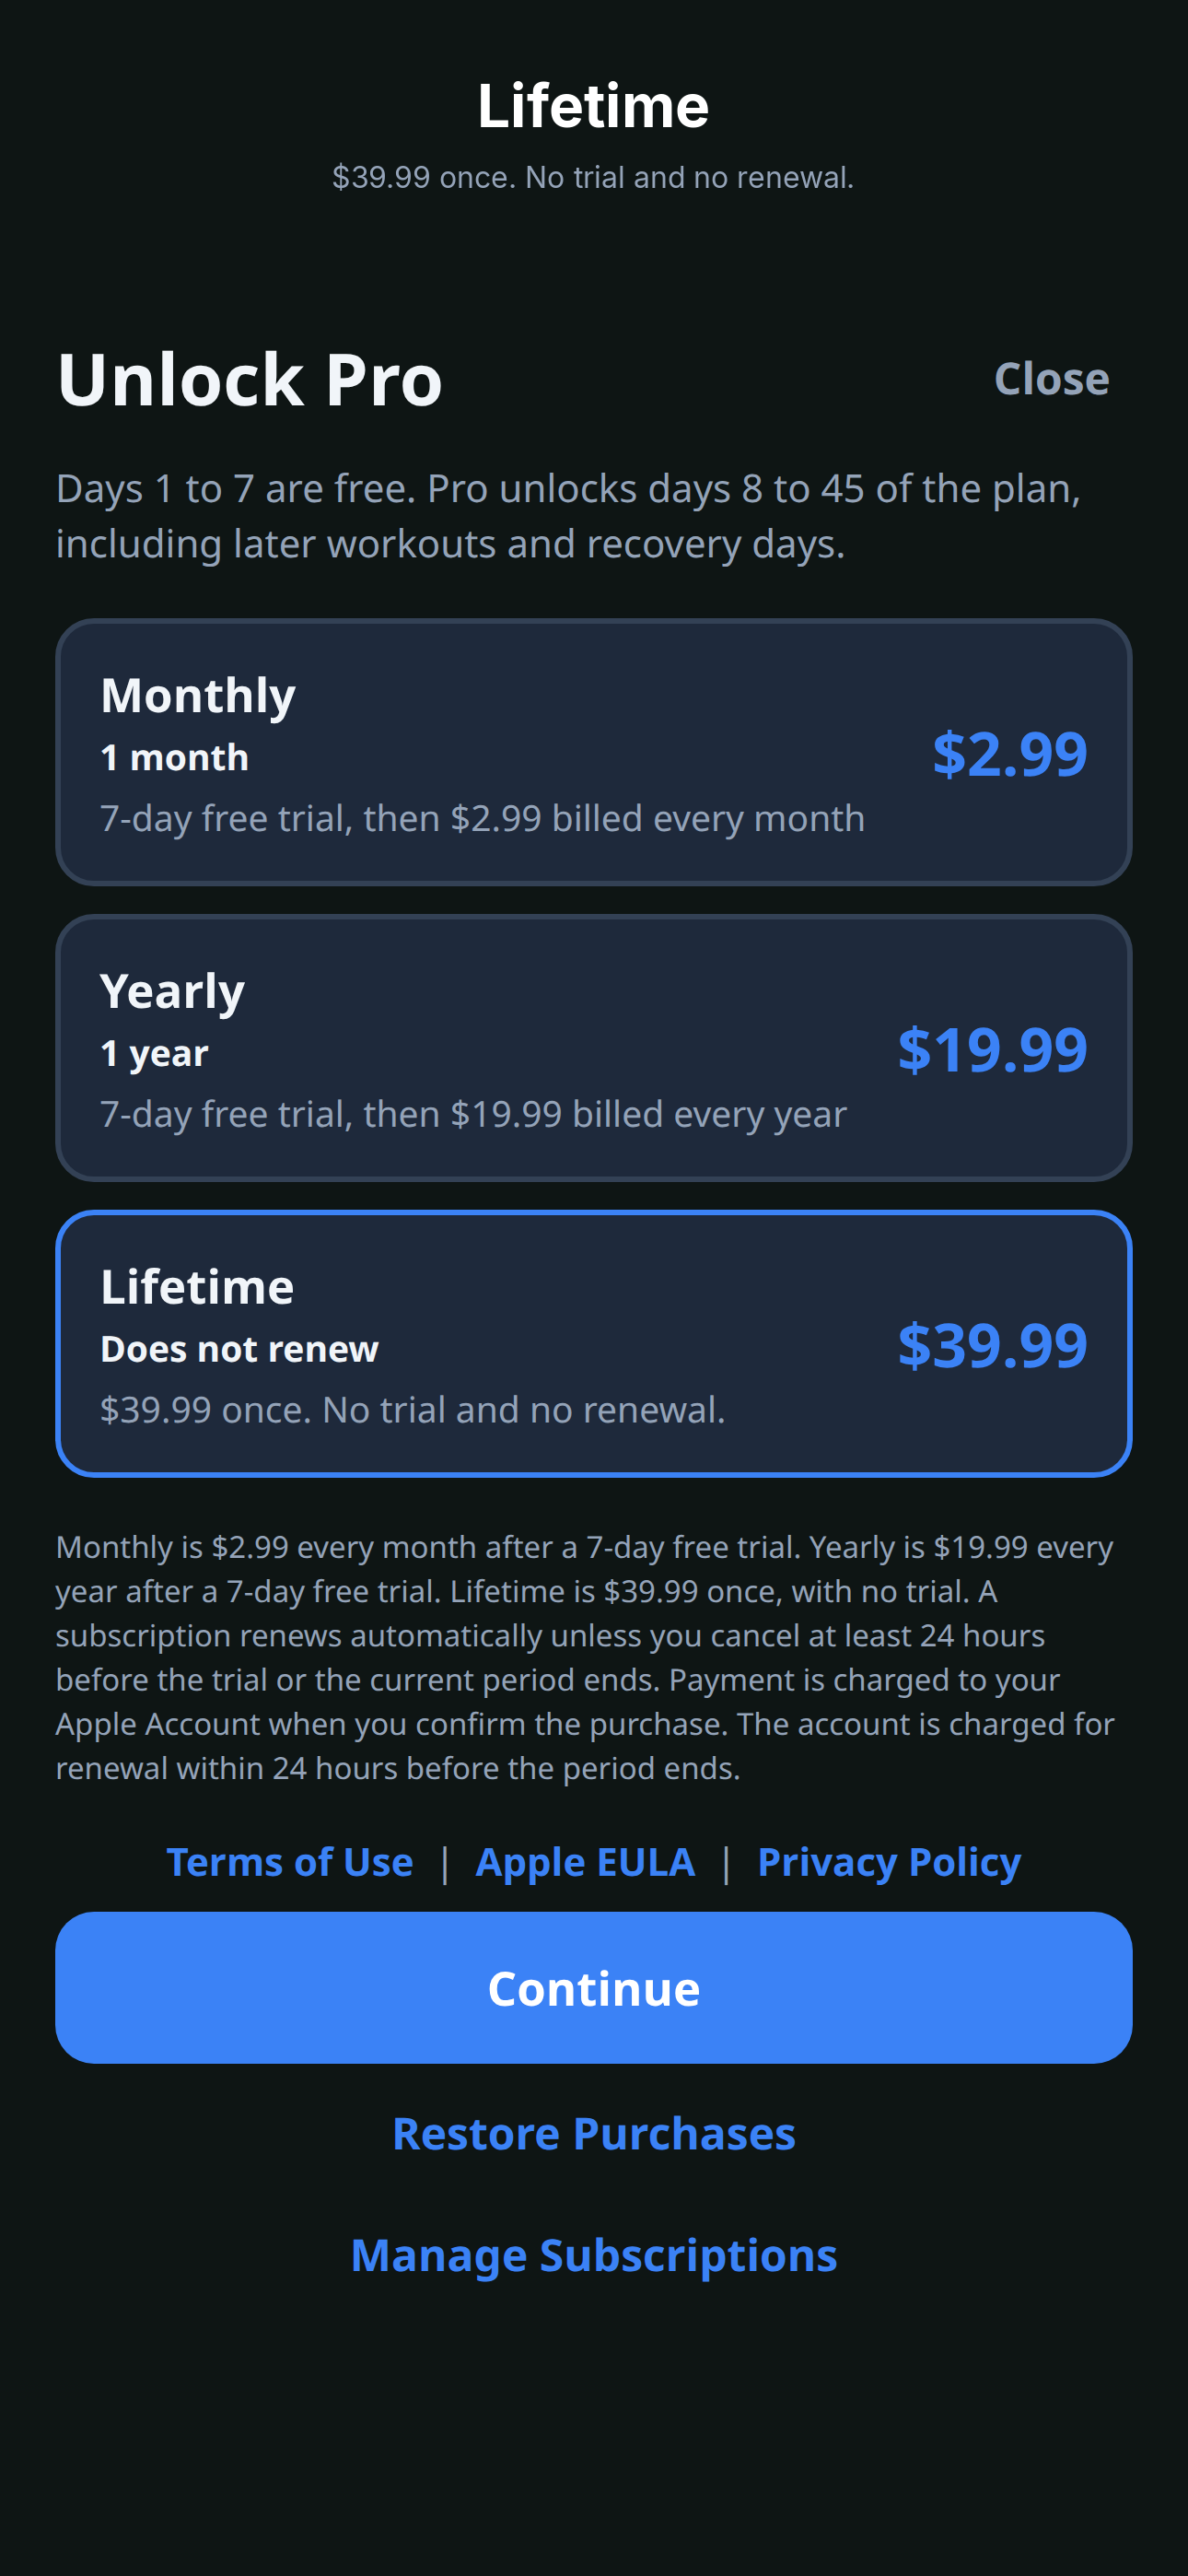 Lifetime
$39.99 once. No trial and no renewal.
Unlock Pro
Close
Days 1 to 7 are free. Pro unlocks days 8 to 45 of the plan,
including later workouts and recovery days.
Monthly
1 month
7-day free trial, then $2.99 billed every month
$2.99
Yearly
1 year
7-day free trial, then $19.99 billed every year
$19.99
Lifetime
Does not renew
$39.99 once. No trial and no renewal.
$39.99
Monthly is $2.99 every month after a 7-day free trial. Yearly is $19.99 every
year after a 7-day free trial. Lifetime is $39.99 once, with no trial. A
subscription renews automatically unless you cancel at least 24 hours
before the trial or the current period ends. Payment is charged to your
Apple Account when you confirm the purchase. The account is charged for
renewal within 24 hours before the period ends.
Terms of Use | Apple EULA | Privacy Policy
Continue
Restore Purchases
Manage Subscriptions